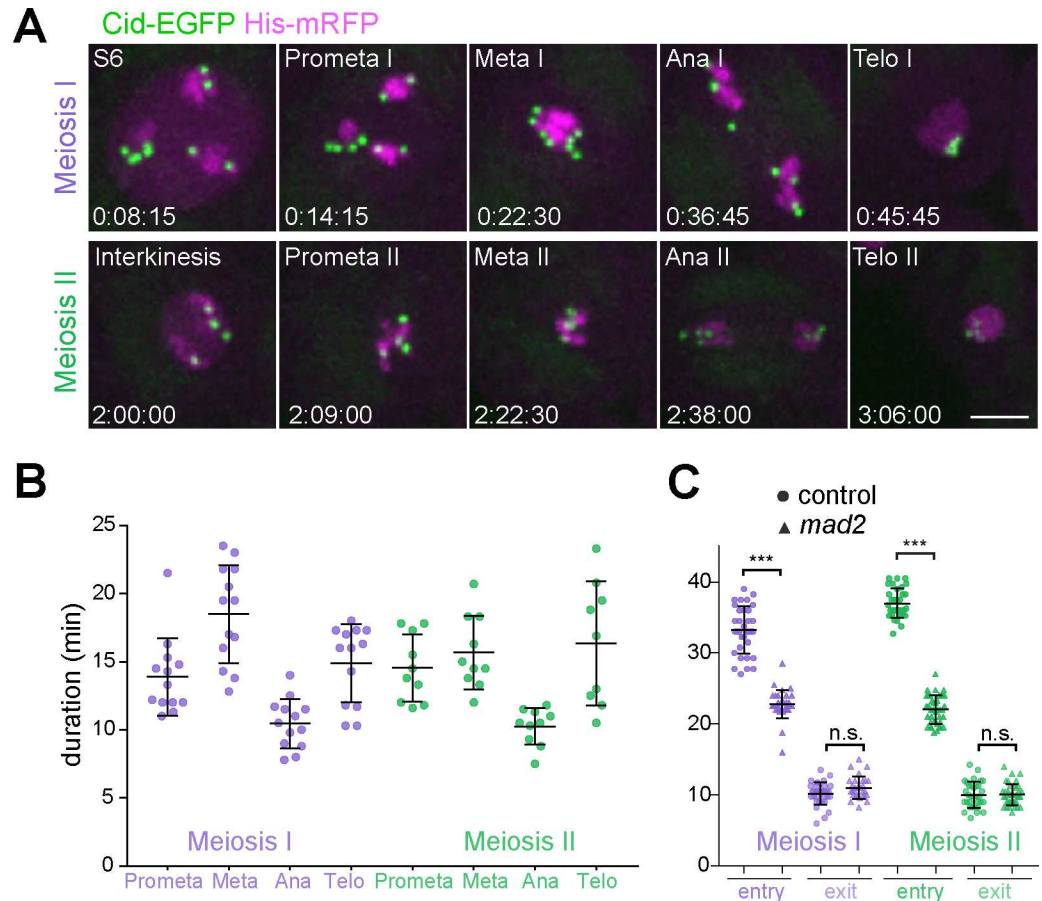 A
Cid-EGFP His-mRFP
Meiosis I
S6
Prometa I
Meta I
Ana I
Telo I
0:08:15
0:14:15
0:22:30
0:36:45
0:45:45
Meiosis II
Interkinesis
Prometa II
Meta II
Ana II
Telo II
2:00:00
2:09:00
2:22:30
2:38:00
3:06:00
B
duration (min)
25
20
15
10
5
0
Meiosis I
Meiosis II
Prometa Meta Ana Telo Prometa Meta Ana Telo
C
control
mad2
40
30
20
10
0
***
***
n.s.
n.s.
Meiosis I
Meiosis II
entry exit entry exit